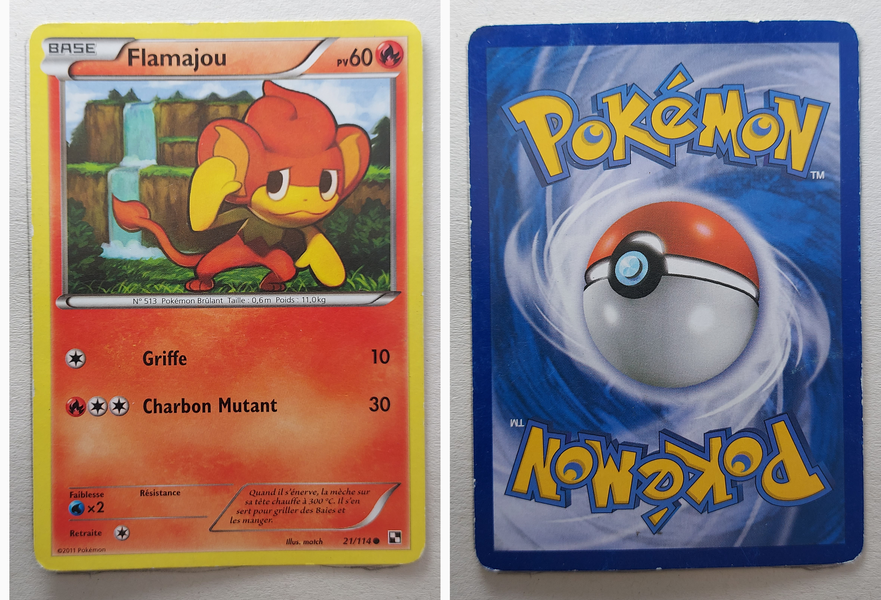 BASE
Flamajou
PV60
N° 513 Pokémon Brûlant Taille : 0,6m Poids : 11,0kg
Griffe 10
Charbon Mutant 30
Faiblesse Résistance
×2
Quand il s'énerve, la mèche sur
sa tête chauffe à 300 °C. Il s'en
sert pour griller des Baies et
les manger.
Retraite
©2011 Pokémon
Illus. match 21/114
POKéMON
TM
TM
POKéMON